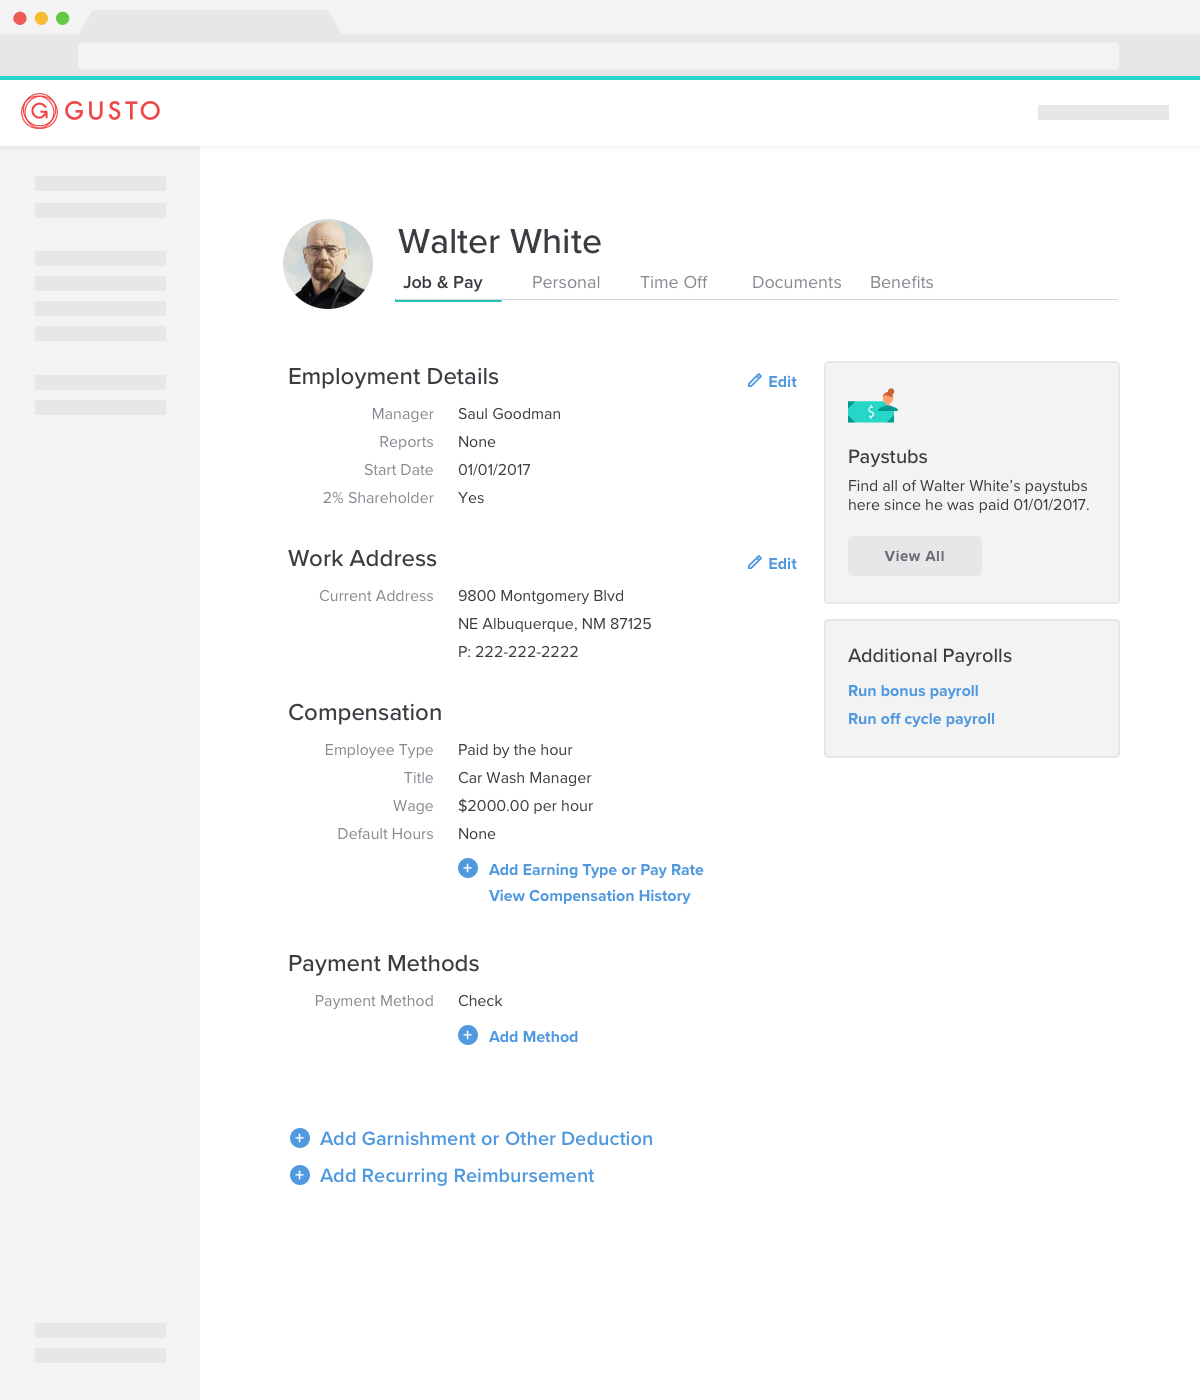 GUSTO
Walter White
Job & Pay Personal Time Off Documents Benefits
Employment Details
Edit
Manager Saul Goodman
Reports None
Start Date 01/01/2017
2% Shareholder Yes
Work Address
Edit
Current Address 9800 Montgomery Blvd
NE Albuquerque, NM 87125
P: 222-222-2222
Compensation
Employee Type Paid by the hour
Title Car Wash Manager
Wage $2000.00 per hour
Default Hours None
Add Earning Type or Pay Rate
View Compensation History
Payment Methods
Payment Method Check
Add Method
Add Garnishment or Other Deduction
Add Recurring Reimbursement
$
Paystubs
Find all of Walter White’s paystubs
here since he was paid 01/01/2017.
View All
Additional Payrolls
Run bonus payroll
Run off cycle payroll